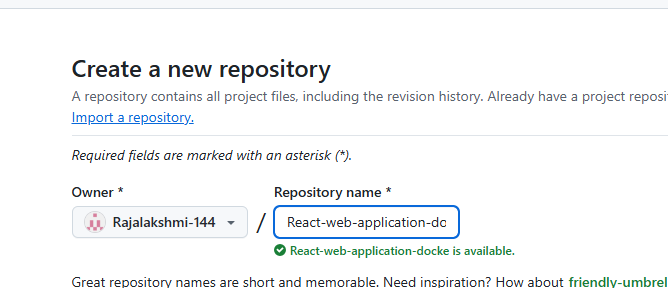 Create a new repository
A repository contains all project files, including the revision history. Already have a project reposi
Import a repository.
Required fields are marked with an asterisk (*).
Owner * Repository name *
Rajalakshmi-144 / React-web-application-do
React-web-application-docke is available.
Great repository names are short and memorable. Need inspiration? How about friendly-umbrel